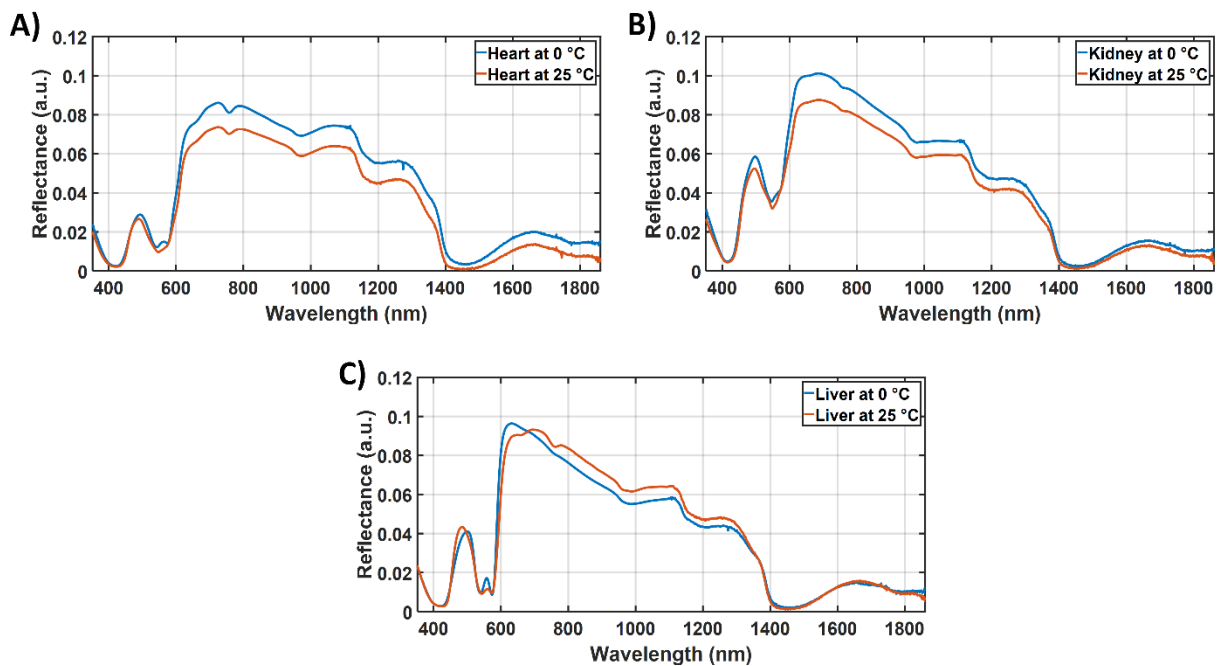 A)
Heart at 0 °C
Heart at 25 °C
Reflectance (a.u.)
0.12
0.1
0.08
0.06
0.04
0.02
0
400 600 800 1000 1200 1400 1600 1800
Wavelength (nm)
B)
Kidney at 0 °C
Kidney at 25 °C
Reflectance (a.u.)
0.12
0.1
0.08
0.06
0.04
0.02
0
400 600 800 1000 1200 1400 1600 1800
Wavelength (nm)
C)
Liver at 0 °C
Liver at 25 °C
Reflectance (a.u.)
0.12
0.1
0.08
0.06
0.04
0.02
0
400 600 800 1000 1200 1400 1600 1800
Wavelength (nm)